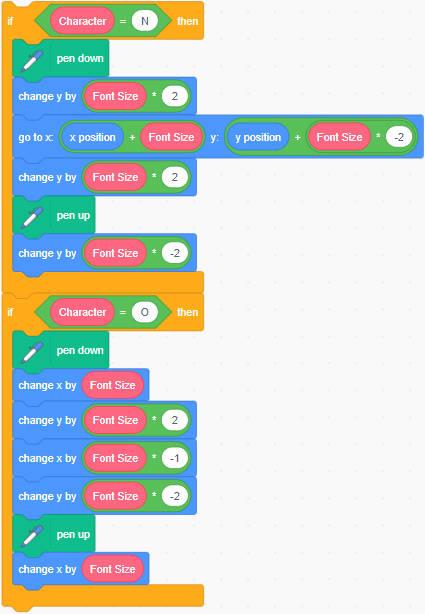 if Character = N then
pen down
change y by Font Size * 2
go to x: x position + Font Size y: y position + Font Size * -2
change y by Font Size * 2
pen up
change y by Font Size * -2
if Character = O then
pen down
change x by Font Size
change y by Font Size * 2
change x by Font Size * -1
change y by Font Size * -2
pen up
change x by Font Size